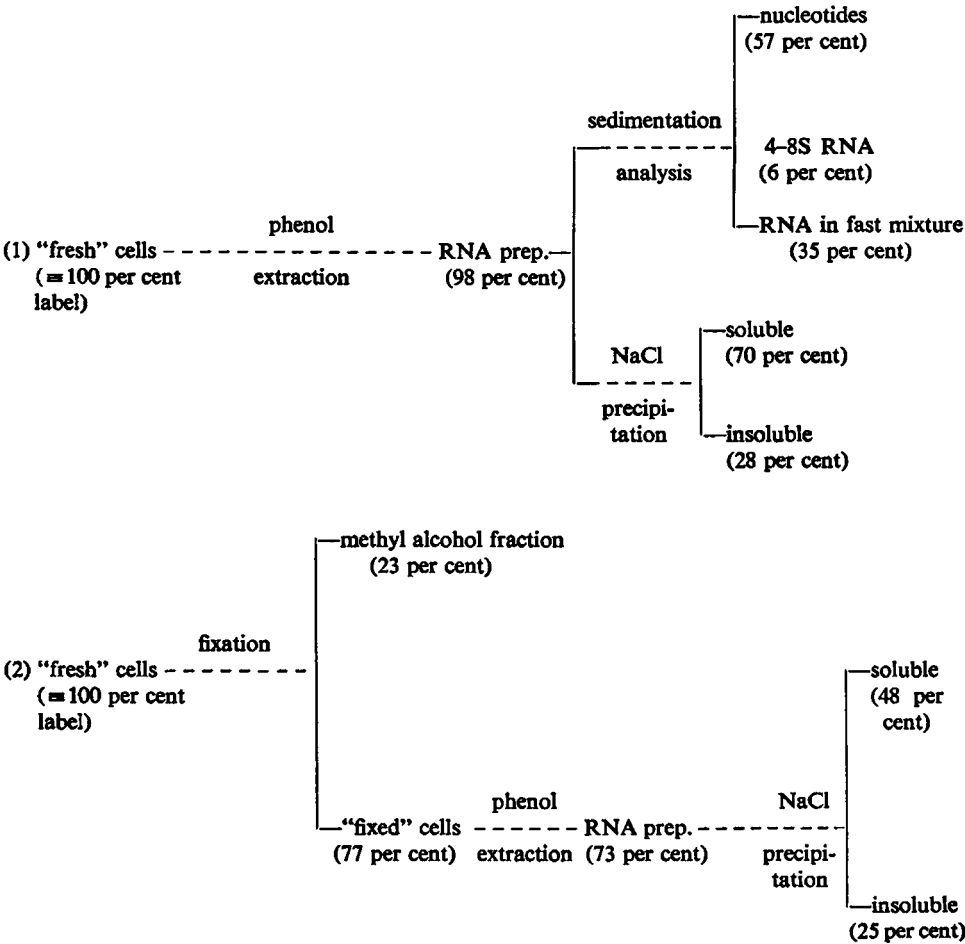 nucleotides
(57 per cent)
sedimentation
analysis
4–8S RNA
(6 per cent)
RNA in fast mixture
(35 per cent)
(1) “fresh” cells
(≡100 per cent
label)
phenol
extraction
RNA prep.
(98 per cent)
NaCl
precipi-
tation
soluble
(70 per cent)
insoluble
(28 per cent)
methyl alcohol fraction
(23 per cent)
(2) “fresh” cells
(≡100 per cent
label)
fixation
“fixed” cells
(77 per cent)
phenol
extraction
RNA prep.
(73 per cent)
NaCl
precipi-
tation
soluble
(48 per
cent)
insoluble
(25 per cent)